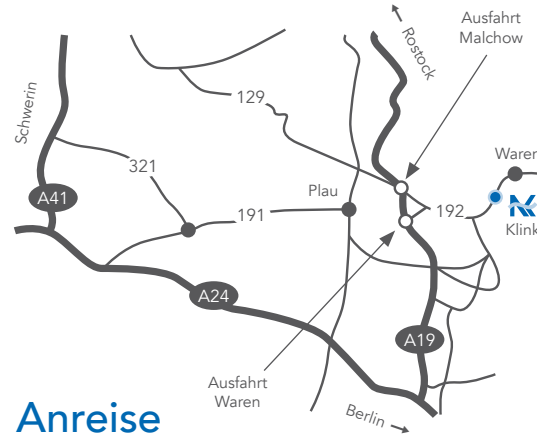 Ausfahrt
Malchow
Rostock
129
Schwerin
321
Waren
A41
Plau
191
192
Klink
A24
A19
Ausfahrt
Waren
Berlin
Anreise